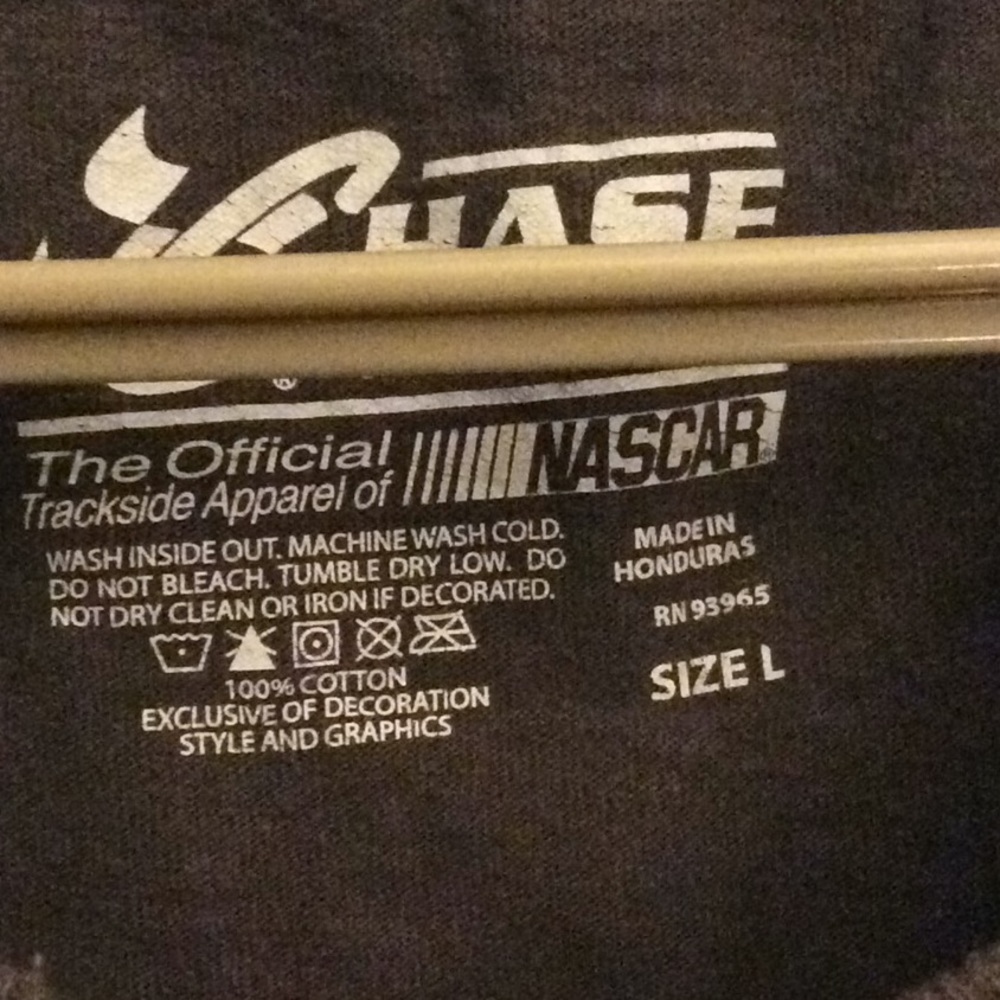 CHASE
®
The Official
Trackside Apparel of NASCAR
WASH INSIDE OUT. MACHINE WASH COLD.
DO NOT BLEACH. TUMBLE DRY LOW. DO
NOT DRY CLEAN OR IRON IF DECORATED.
100% COTTON
EXCLUSIVE OF DECORATION
STYLE AND GRAPHICS
MADE IN
HONDURAS
RN 93965
SIZE L